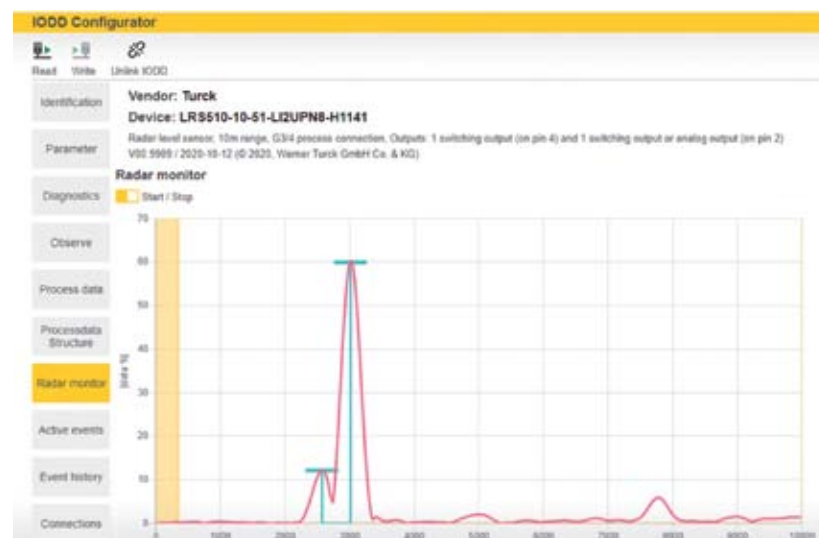 IODD Configurator
Read Write Unlink IODD
Identification
Parameter
Diagnostics
Observe
Process data
Processdata
Structure
Radar monitor
Active events
Event history
Connections
Vendor: Turck
Device: LRS510-10-51-LI2UPN8-H1141
Radar level sensor, 10m range, G3/4 process connection, Outputs: 1 switching output (on pin 4) and 1 switching output or analog output (on pin 2)
/ 2020-10-12 (© 2020, Werner Turck GmbH Co. & KG)
Radar monitor
Start / Stop
70
60
50
40
30
20
10
0
[data %]
0 1000 2000 3000 4000 5000 6000 7000 8000 9000 10000